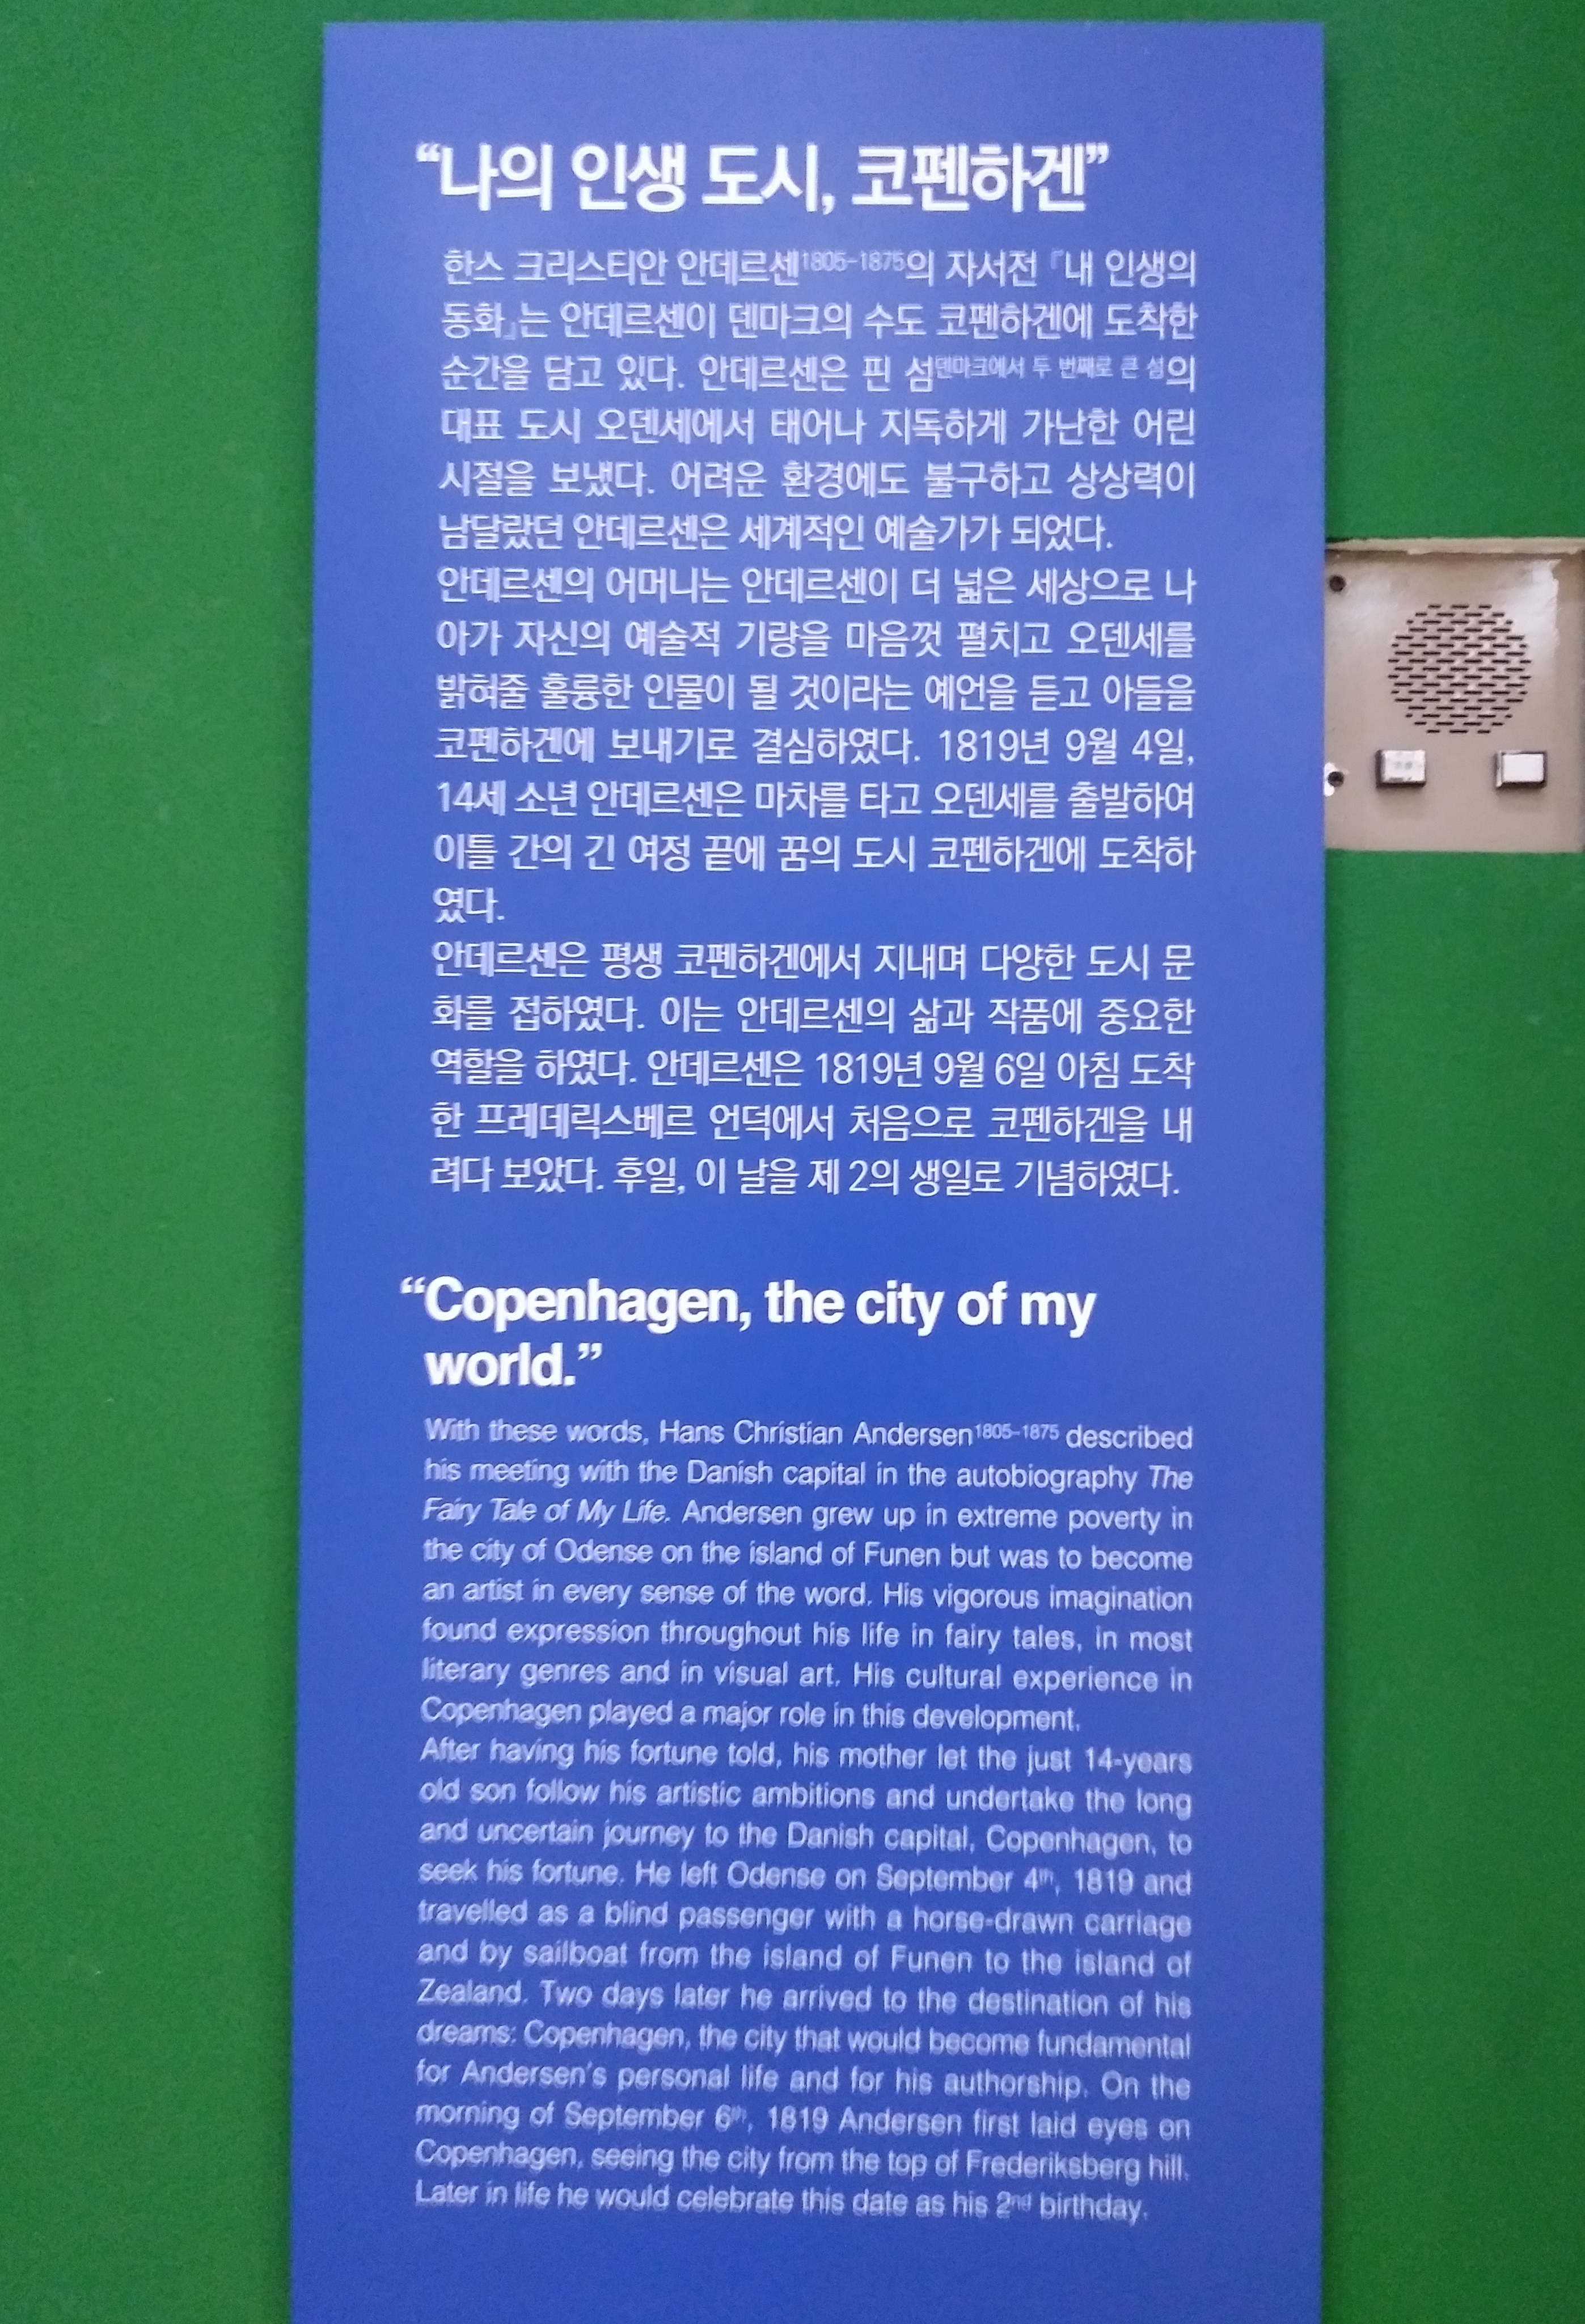 “나의 인생 도시, 코펜하겐”
한스 크리스티안 안데르센1805-1875의 자서전 『내 인생의
동화』는 안데르센이 덴마크의 수도 코펜하겐에 도착한
순간을 담고 있다. 안데르센은 핀 섬덴마크에서 두 번째로 큰 섬의
대표 도시 오덴세에서 태어나 지독하게 가난한 어린
시절을 보냈다. 어려운 환경에도 불구하고 상상력이
남달랐던 안데르센은 세계적인 예술가가 되었다.
안데르센의 어머니는 안데르센이 더 넓은 세상으로 나
아가 자신의 예술적 기량을 마음껏 펼치고 오덴세를
밝혀줄 훌륭한 인물이 될 것이라는 예언을 듣고 아들을
코펜하겐에 보내기로 결심하였다. 1819년 9월 4일,
14세 소년 안데르센은 마차를 타고 오덴세를 출발하여
이틀 간의 긴 여정 끝에 꿈의 도시 코펜하겐에 도착하
였다.
안데르센은 평생 코펜하겐에서 지내며 다양한 도시 문
화를 접하였다. 이는 안데르센의 삶과 작품에 중요한
역할을 하였다. 안데르센은 1819년 9월 6일 아침 도착
한 프레데릭스베르 언덕에서 처음으로 코펜하겐을 내
려다 보았다. 후일, 이 날을 제 2의 생일로 기념하였다.
“Copenhagen, the city of my
world.”
With these words, Hans Christian Andersen1805-1875 described
his meeting with the Danish capital in the autobiography The
Fairy Tale of My Life. Andersen grew up in extreme poverty in
the city of Odense on the island of Funen but was to become
an artist in every sense of the word. His vigorous imagination
found expression throughout his life in fairy tales, in most
literary genres and in visual art. His cultural experience in
Copenhagen played a major role in this development.
After having his fortune told, his mother let the just 14-years
old son follow his artistic ambitions and undertake the long
and uncertain journey to the Danish capital, Copenhagen, to
seek his fortune. He left Odense on September 4th, 1819 and
travelled as a blind passenger with a horse-drawn carriage
and by sailboat from the island of Funen to the island of
Zealand. Two days later he arrived to the destination of his
dreams: Copenhagen, the city that would become fundamental
for Andersen's personal life and for his authorship. On the
morning of September 6th, 1819 Andersen first laid eyes on
Copenhagen, seeing the city from the top of Frederiksberg hill.
Later in life he would celebrate this date as his 2nd birthday.